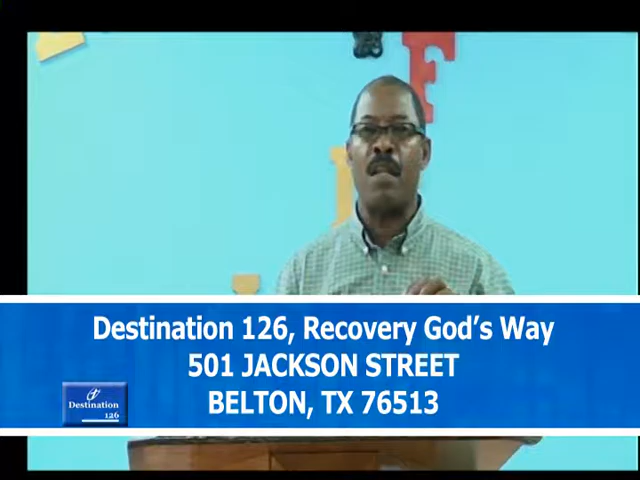 F
Destination 126, Recovery God's Way
501 JACKSON STREET
BELTON, TX 76513
Destination
126